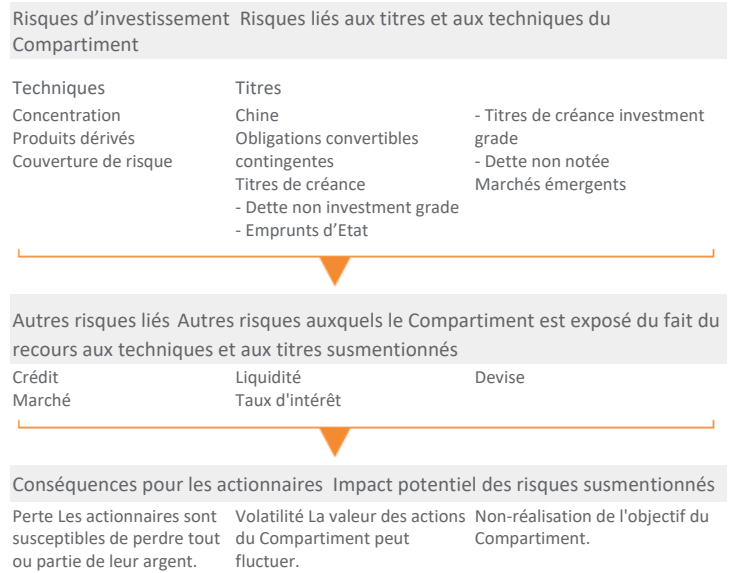 Risques d’investissement Risques liés aux titres et aux techniques du
Compartiment
Techniques
Concentration
Produits dérivés
Couverture de risque
Titres
Chine
Obligations convertibles
contingentes
Titres de créance
- Dette non investment grade
- Emprunts d’Etat
- Titres de créance investment
grade
- Dette non notée
Marchés émergents
Autres risques liés Autres risques auxquels le Compartiment est exposé du fait du
recours aux techniques et aux titres susmentionnés
Crédit
Marché
Liquidité
Taux d'intérêt
Devise
Conséquences pour les actionnaires Impact potentiel des risques susmentionnés
Perte Les actionnaires sont
susceptibles de perdre tout
ou partie de leur argent.
Volatilité La valeur des actions
du Compartiment peut
fluctuer.
Non-réalisation de l'objectif du
Compartiment.